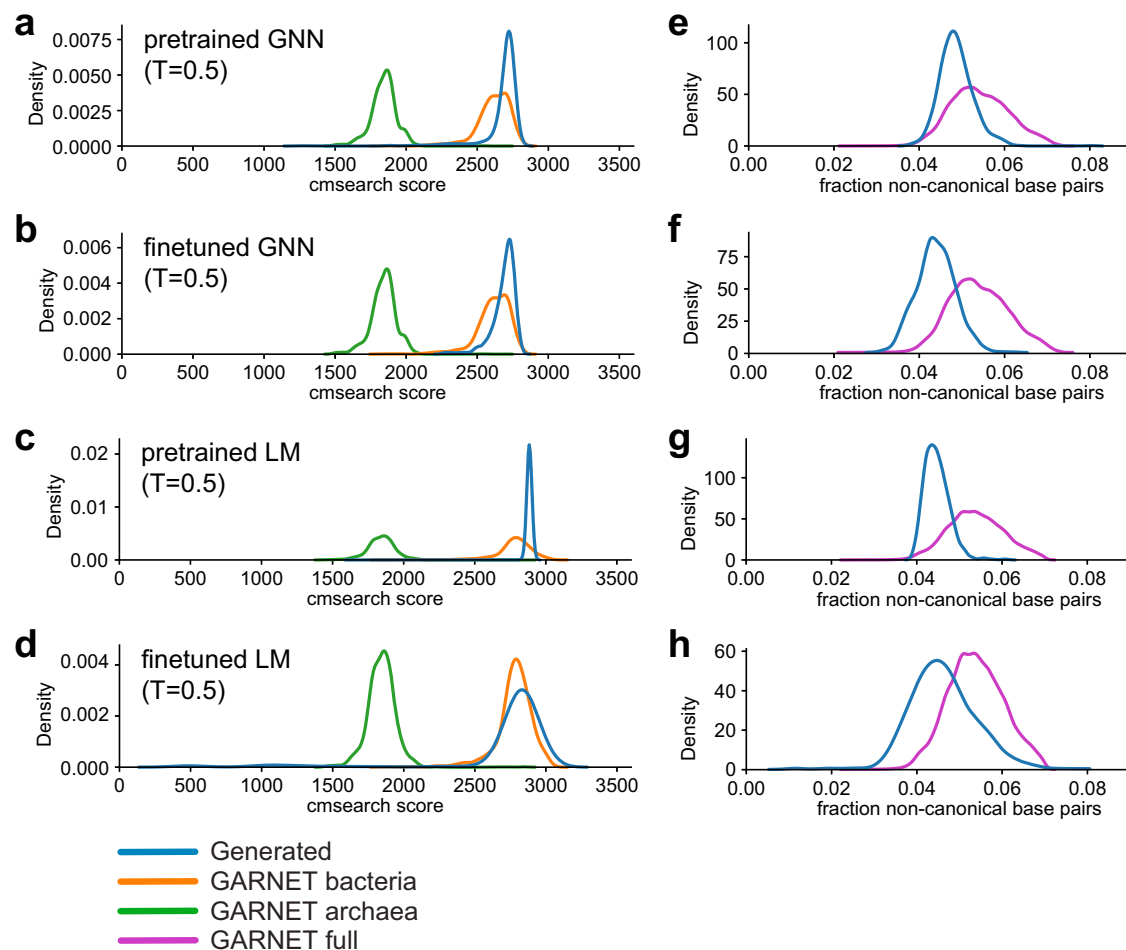 a
pretrained GNN
(T=0.5)
Density
0.0075
0.0050
0.0025
0.0000
0 500 1000 1500 2000 2500 3000 3500
cmsearch score
e
Density
100
50
0
0.00 0.02 0.04 0.06 0.08
fraction non-canonical base pairs
b
finetuned GNN
(T=0.5)
Density
0.006
0.004
0.002
0.000
0 500 1000 1500 2000 2500 3000 3500
cmsearch score
f
Density
75
50
25
0
0.00 0.02 0.04 0.06 0.08
fraction non-canonical base pairs
c
pretrained LM
(T=0.5)
Density
0.02
0.01
0.00
0 500 1000 1500 2000 2500 3000 3500
cmsearch score
g
Density
100
50
0
0.00 0.02 0.04 0.06 0.08
fraction non-canonical base pairs
d
finetuned LM
(T=0.5)
Density
0.004
0.002
0.000
0 500 1000 1500 2000 2500 3000 3500
cmsearch score
h
Density
60
40
20
0
0.00 0.02 0.04 0.06 0.08
fraction non-canonical base pairs
Generated
GARNET bacteria
GARNET archaea
GARNET full